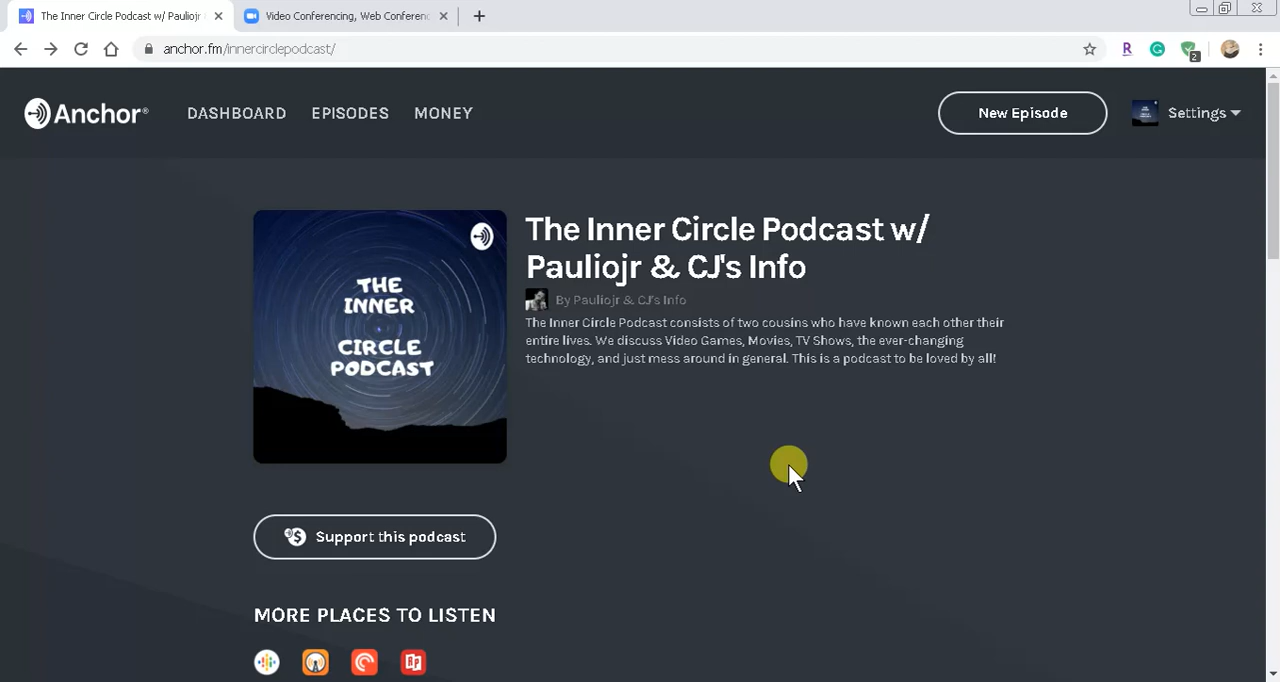 The Inner Circle Podcast w/ Pauliojr
Video Conferencing, Web Conferenc
anchor.fm/innercirclepodcast/
R
2
Anchor®
DASHBOARD EPISODES MONEY
New Episode
Settings
THE
INNER
CIRCLE
PODCAST
The Inner Circle Podcast w/
Pauliojr & CJ's Info
By Pauliojr & CJ's Info
The Inner Circle Podcast consists of two cousins who have known each other their
entire lives. We discuss Video Games, Movies, TV Shows, the ever-changing
technology, and just mess around in general. This is a podcast to be loved by all!
Support this podcast
MORE PLACES TO LISTEN